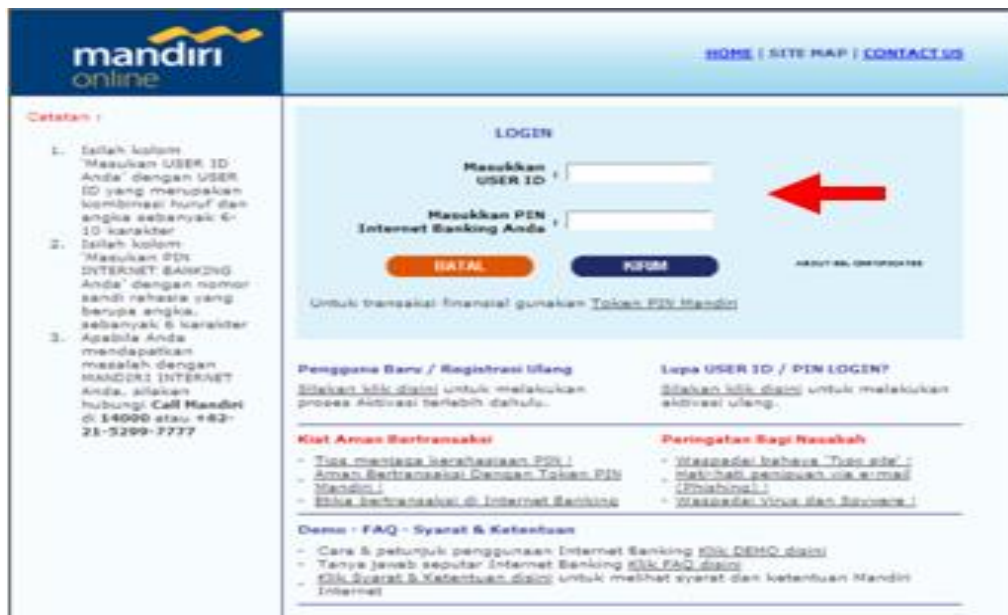 mandiri
online
HOME | SITE MAP | CONTACT US
Catatan :
1. Isilah kolom
'Masukan USER ID
Anda' dengan USER
ID yang merupakan
kombinasi huruf dan
angka sebanyak 6-
10 karakter
2. Isilah kolom
'Masukan PIN
INTERNET BANKING
Anda' dengan nomor
sandi rahasia yang
berupa angka,
sebanyak 6 karakter
3. Apabila Anda
mendapatkan
masalah dengan
MANDIRI INTERNET
Anda, silakan
hubungi Call Mandiri
di 14000 atau +62-
21-5299-7777
LOGIN
Masukkan
USER ID :
Masukkan PIN
Internet Banking Anda :
BATAL
KIRIM
ABOUT SSL CERTIFICATES
Untuk transaksi finansial gunakan Token PIN Mandiri
Pengguna Baru / Registrasi Ulang
Silakan klik disini untuk melakukan
proses Aktivasi terlebih dahulu.
Lupa USER ID / PIN LOGIN?
Silakan klik disini untuk melakukan
aktivasi ulang.
Kiat Aman Bertransaksi
- Tips menjaga kerahasiaan PIN !
- Aman Bertransaksi Dengan Token PIN
Mandiri !
- Etika bertransaksi di Internet Banking
Peringatan Bagi Nasabah
- Waspadai bahaya 'Typo site' !
- Hati-hati penipuan via e-mail
(Phishing) !
- Waspadai Virus dan Spyware !
Demo - FAQ - Syarat & Ketentuan
- Cara & petunjuk penggunaan Internet Banking Klik DEMO disini
- Tanya jawab seputar Internet Banking Klik FAQ disini
- Klik Syarat & Ketentuan disini untuk melihat syarat dan ketentuan Mandiri
Internet